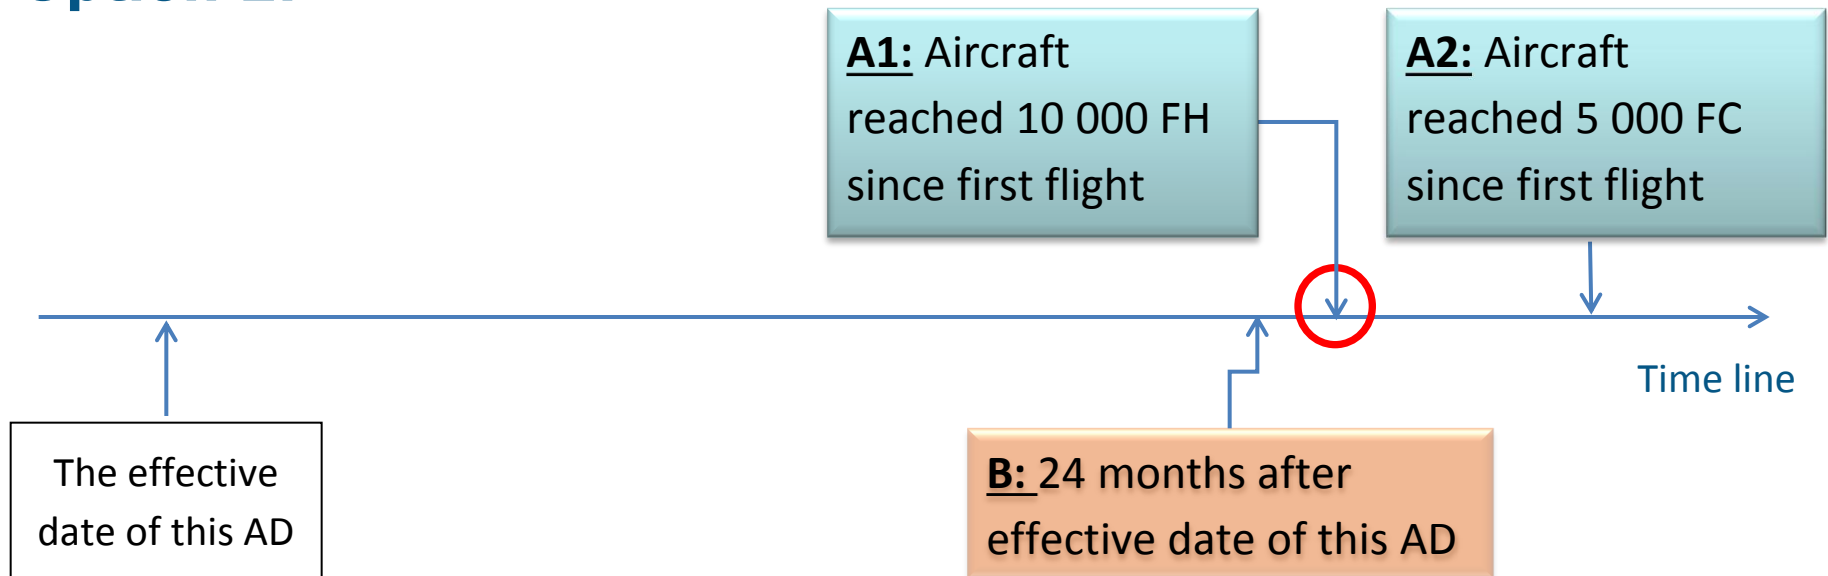 A1: Aircraft
reached 10 000 FH
since first flight
A2: Aircraft
reached 5 000 FC
since first flight
Time line
The effective
date of this AD
B: 24 months after
effective date of this AD